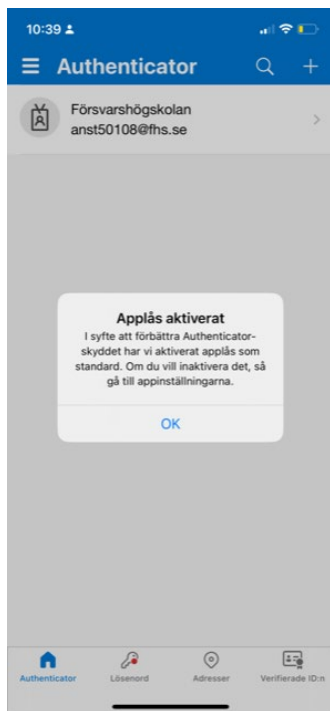 10:39
Authenticator
Försvarshögskolan
anst50108@fhs.se
Applås aktiverat
I syfte att förbättra Authenticator-
skyddet har vi aktiverat applås som
standard. Om du vill inaktivera det, så
gå till appinställningarna.
OK
Authenticator Lösenord Adresser Verifierade ID:n